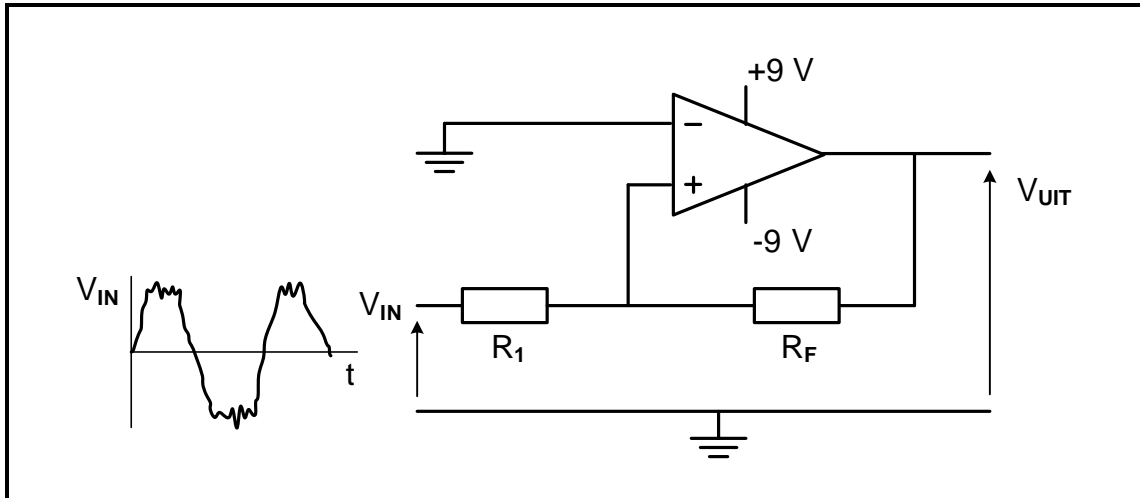 +9 V
−
+
-9 V
V_UIT
V_IN
V_IN
R_1
R_F
t